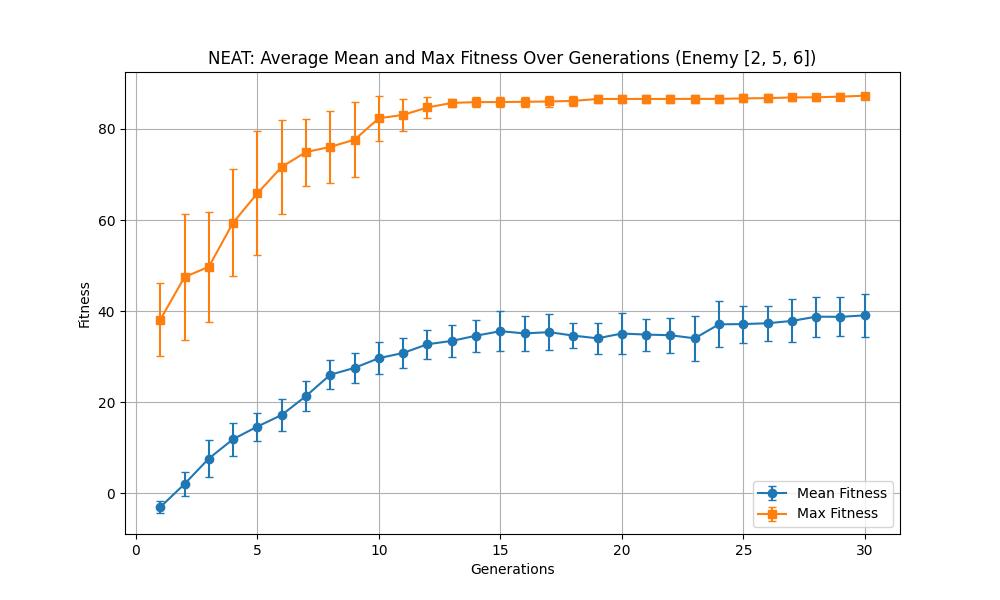 NEAT: Average Mean and Max Fitness Over Generations (Enemy [2, 5, 6])
80
60
40
20
0
Fitness
Mean Fitness
Max Fitness
0 5 10 15 20 25 30
Generations